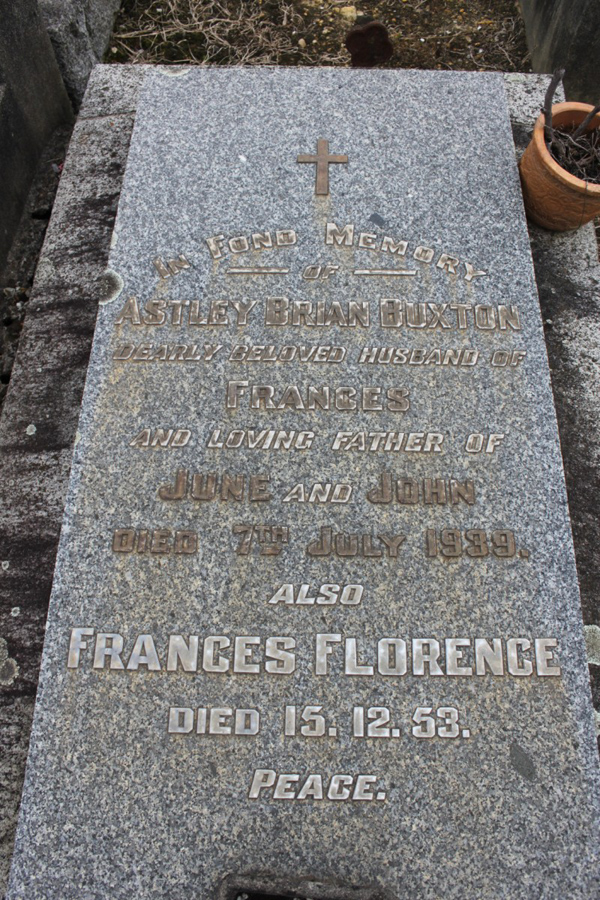 In Fond Memory
of
Astley Brian Buxton
dearly beloved husband of
Frances
and loving father of
June and John
Died 7th July 1939.
also
Frances Florence
Died 15.12.53.
Peace.